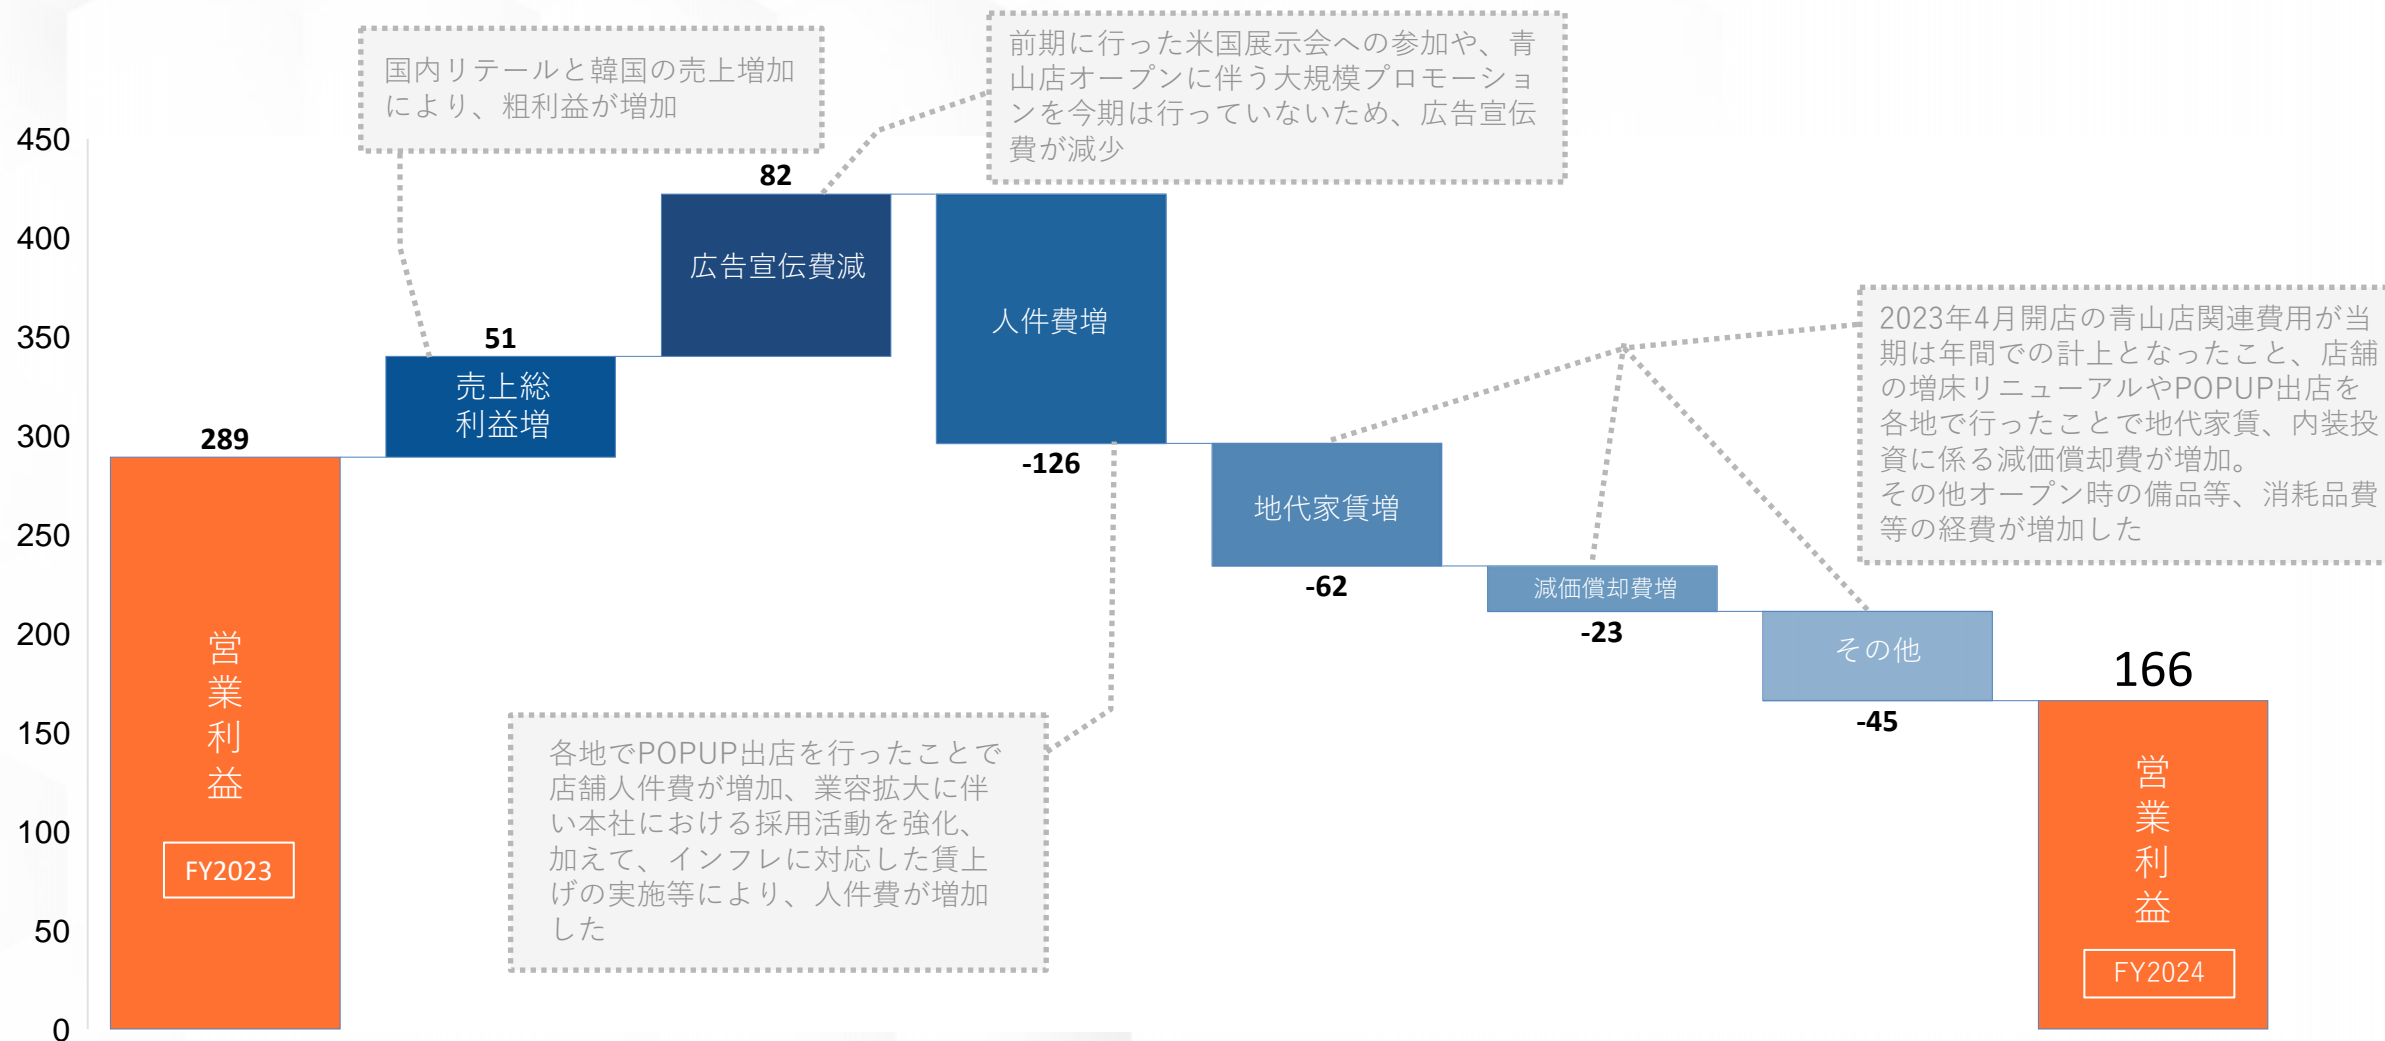 国内リテールと韓国の売上増加
により、粗利益が増加
前期に行った米国展示会への参加や、青
山店オープンに伴う大規模プロモーショ
ンを今期は行っていないため、広告宣伝
費が減少
450
400
350
300
250
200
150
100
50
0
289
営業利益
FY2023
51
売上総
利益増
82
広告宣伝費減
人件費増
-126
地代家賃増
-62
減価償却費増
-23
その他
-45
166
営業利益
FY2024
2023年4月開店の青山店関連費用が当
期は年間での計上となったこと、店舗
の増床リニューアルやPOPUP出店を
各地で行ったことで地代家賃、内装投
資に係る減価償却費が増加。
その他オープン時の備品等、消耗品費
等の経費が増加した
各地でPOPUP出店を行ったことで
店舗人件費が増加、業容拡大に伴
い本社における採用活動を強化、
加えて、インフレに対応した賃上
げの実施等により、人件費が増加
した